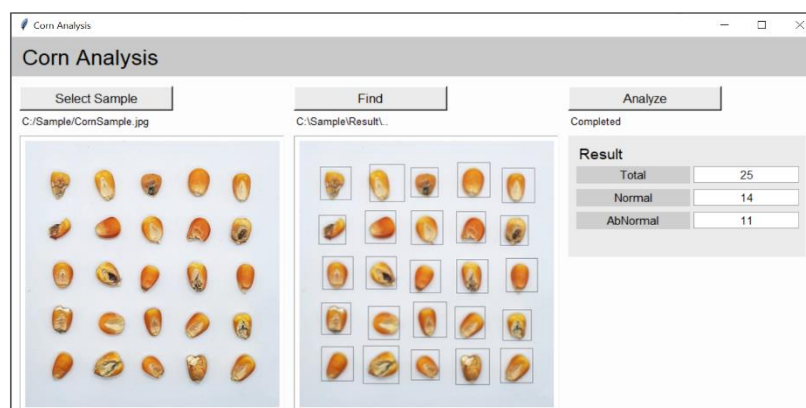 Corn Analysis
Corn Analysis
Select Sample
Find
Analyze
C:/Sample/CornSample.jpg
C:\Sample\Result\..
Completed
Result
Total 25
Normal 14
AbNormal 11